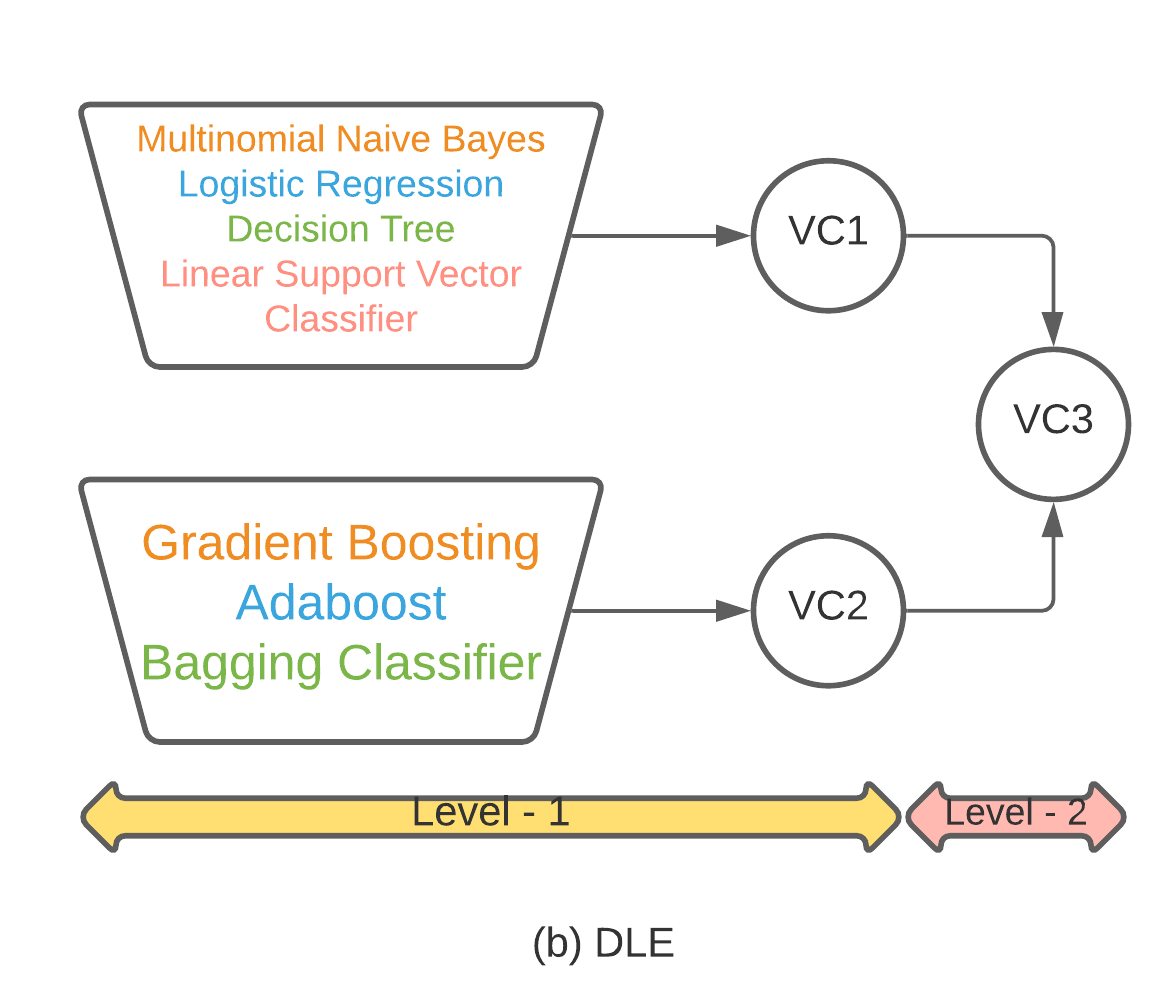 Multinomial Naive Bayes
Logistic Regression
Decision Tree
Linear Support Vector
Classifier
VC1
VC3
Gradient Boosting
Adaboost
Bagging Classifier
VC2
Level - 1
Level - 2
(b) DLE